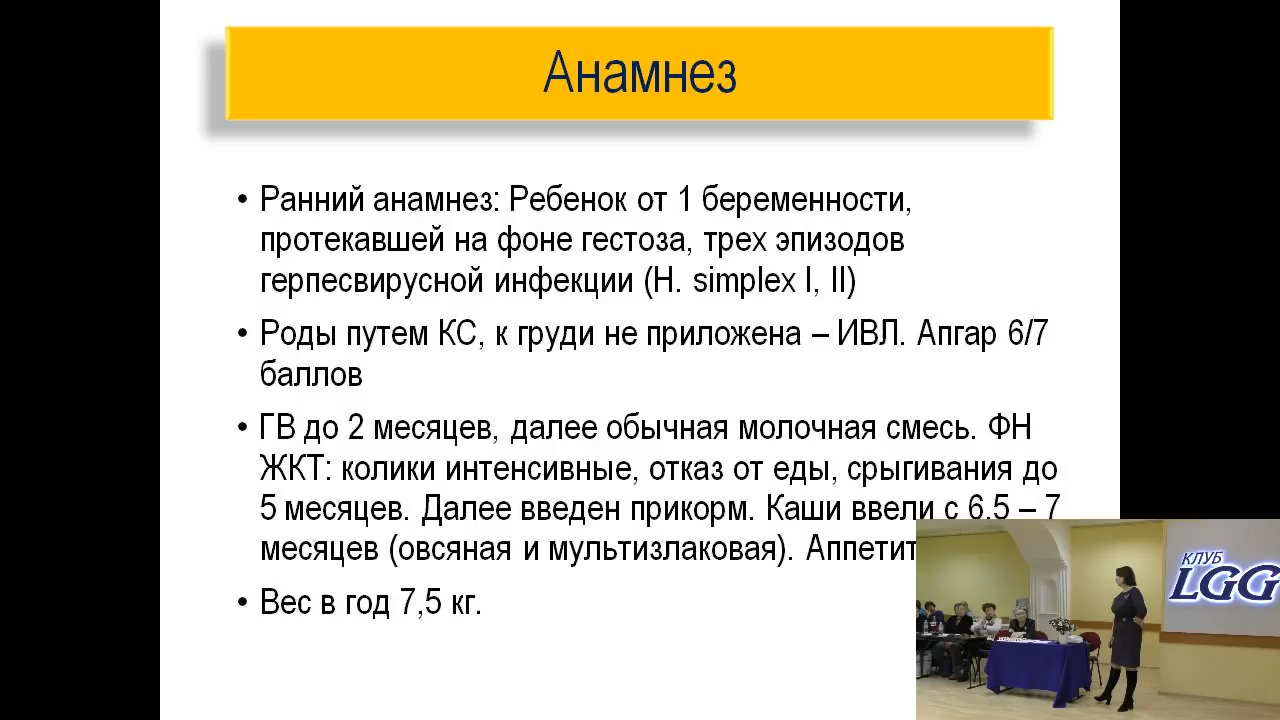 Анамнез
• Ранний анамнез: Ребенок от 1 беременности,
протекавшей на фоне гестоза, трех эпизодов
герпесвирусной инфекции (H. simplex I, II)
• Роды путем КС, к груди не приложена – ИВЛ. Апгар 6/7
баллов
• ГВ до 2 месяцев, далее обычная молочная смесь. ФН
ЖКТ: колики интенсивные, отказ от еды, срыгивания до
5 месяцев. Далее введен прикорм. Каши ввели с 6,5 – 7
месяцев (овсяная и мультизлаковая). Аппетит
• Вес в год 7,5 кг.
КЛУБ
LGG